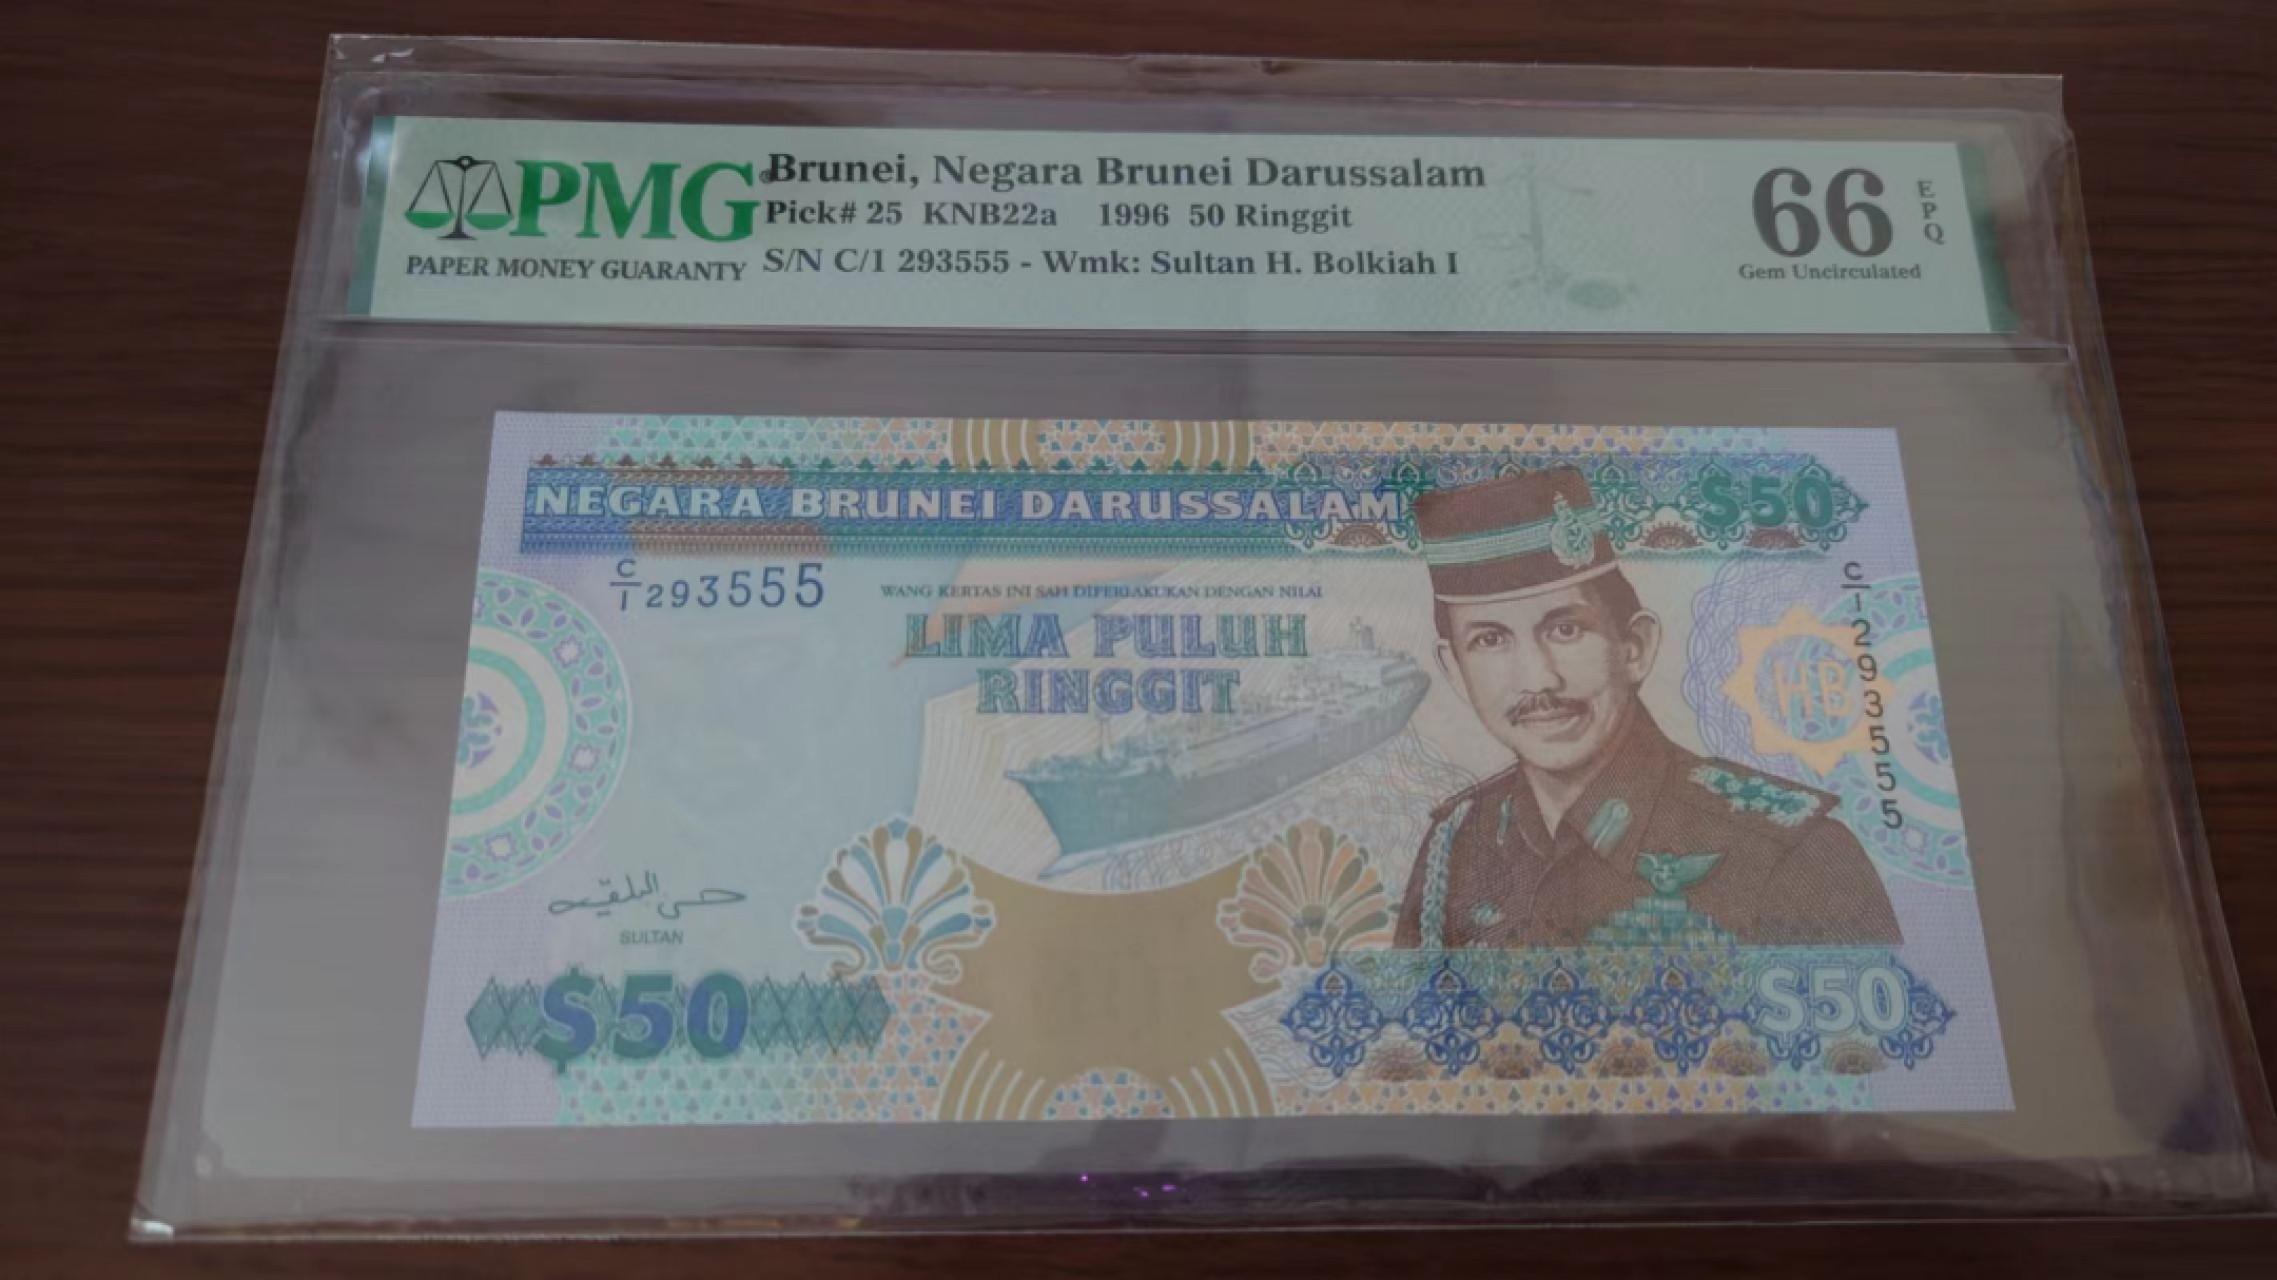 PMG
PAPER MONEY GUARANTY
Brunei, Negara Brunei Darussalam
Pick# 25 KNB22a 1996 50 Ringgit
S/N C/1 293555 - Wmk: Sultan H. Bolkiah I
66 EPQ
Gem Uncirculated
NEGARA BRUNEI DARUSSALAM
$50
C/1 293555
WANG KERTAS INI SAH DIPERLAKUKAN DENGAN NILAI
LIMA PULUH
RINGGIT
C/1 293555
HB
SULTAN
$50
$50